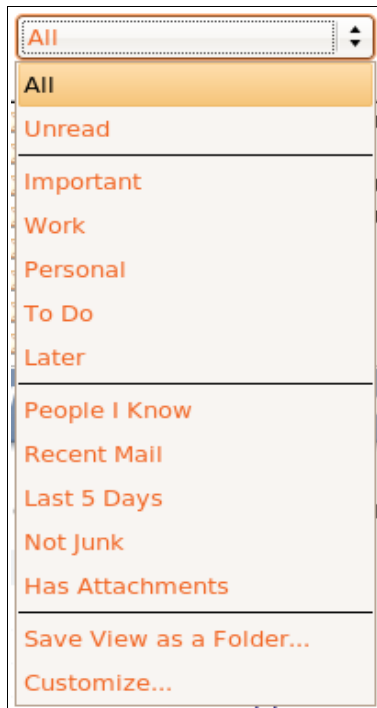 All
All
Unread
Important
Work
Personal
To Do
Later
People I Know
Recent Mail
Last 5 Days
Not Junk
Has Attachments
Save View as a Folder...
Customize...